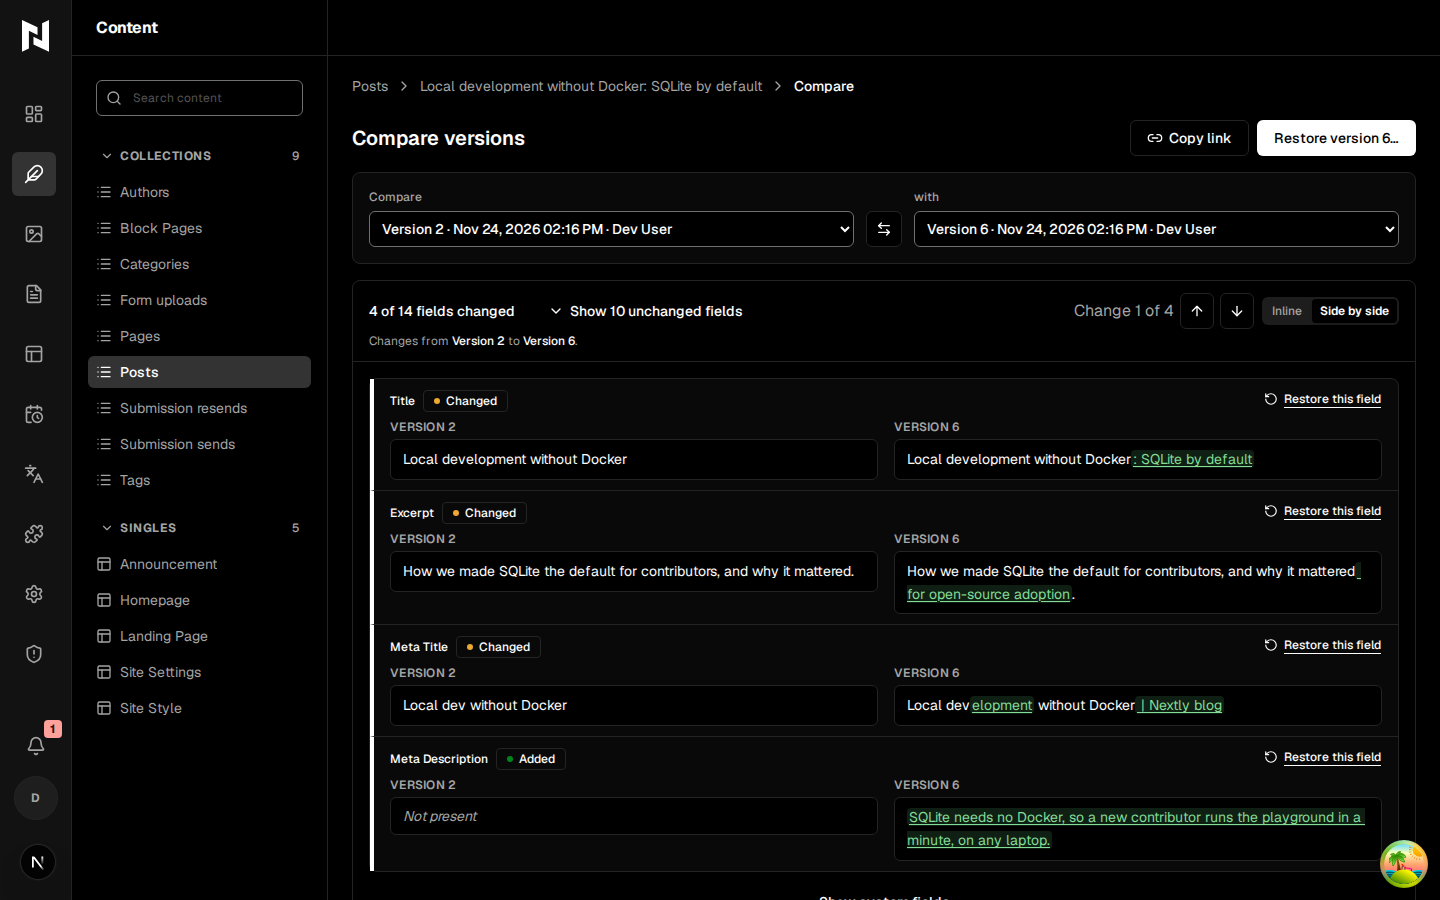 Content
Search content
COLLECTIONS 9
Authors
Block Pages
Categories
Form uploads
Pages
Posts
Submission resends
Submission sends
Tags
SINGLES 5
Announcement
Homepage
Landing Page
Site Settings
Site Style
1
D
N
Posts > Local development without Docker: SQLite by default > Compare
Compare versions
Copy link
Restore version 6...
Compare
with
Version 2 · Nov 24, 2026 02:16 PM · Dev User
Version 6 · Nov 24, 2026 02:16 PM · Dev User
4 of 14 fields changed
Show 10 unchanged fields
Change 1 of 4
Inline
Side by side
Changes from Version 2 to Version 6.
Title
Changed
Restore this field
VERSION 2
VERSION 6
Local development without Docker
Local development without Docker: SQLite by default
Excerpt
Changed
Restore this field
VERSION 2
VERSION 6
How we made SQLite the default for contributors, and why it mattered.
How we made SQLite the default for contributors, and why it mattered
for open-source adoption.
Meta Title
Changed
Restore this field
VERSION 2
VERSION 6
Local dev without Docker
Local development without Docker | Nextly blog
Meta Description
Added
Restore this field
VERSION 2
VERSION 6
Not present
SQLite needs no Docker, so a new contributor runs the playground in a
minute, on any laptop.